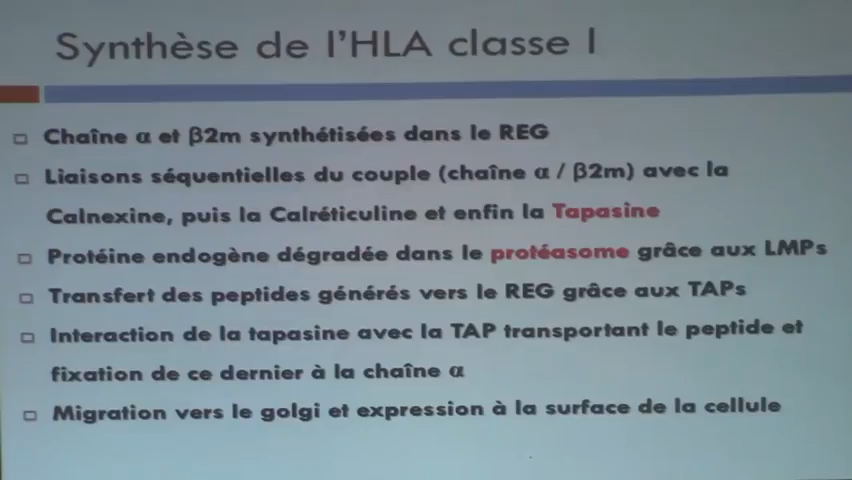 Synthèse de l'HLA classe I
Chaîne α et β2m synthétisées dans le REG
Liaisons séquentielles du couple (chaîne α / β2m) avec la
Calnexine, puis la Calréticuline et enfin la Tapasine
Protéine endogène dégradée dans le protéasome grâce aux LMPs
Transfert des peptides générés vers le REG grâce aux TAPs
Interaction de la tapasine avec la TAP transportant le peptide et
fixation de ce dernier à la chaîne α
Migration vers le golgi et expression à la surface de la cellule